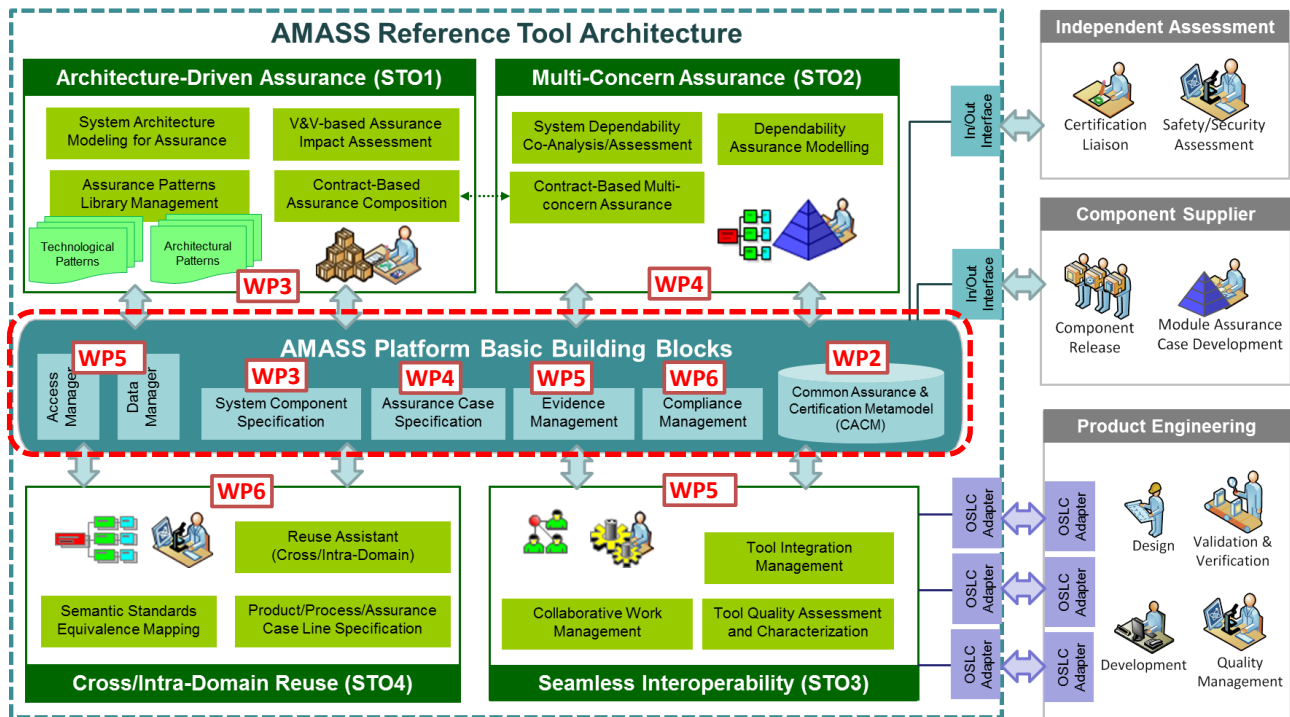 AMASS Reference Tool Architecture
Architecture-Driven Assurance (STO1)
System Architecture
Modeling for Assurance
V&V-based Assurance
Impact Assessment
Assurance Patterns
Library Management
Contract-Based
Assurance Composition
Technological
Patterns
Architectural
Patterns
WP3
Multi-Concern Assurance (STO2)
System Dependability
Co-Analysis/Assessment
Dependability
Assurance Modelling
Contract-Based Multi-
concern Assurance
WP4
In/Out
Interface
In/Out
Interface
AMASS Platform Basic Building Blocks
WP5
Access
Manager
Data
Manager
WP3
System Component
Specification
WP4
Assurance Case
Specification
WP5
Evidence
Management
WP6
Compliance
Management
WP2
Common Assurance &
Certification Metamodel
(CACM)
WP6
Reuse Assistant
(Cross/Intra-Domain)
Semantic Standards
Equivalence Mapping
Product/Process/Assurance
Case Line Specification
Cross/Intra-Domain Reuse (STO4)
WP5
Tool Integration
Management
Collaborative Work
Management
Tool Quality Assessment
and Characterization
Seamless Interoperability (STO3)
OSLC
Adapter
OSLC
Adapter
OSLC
Adapter
OSLC
Adapter
OSLC
Adapter
OSLC
Adapter
Independent Assessment
Certification
Liaison
Safety/Security
Assessment
Component Supplier
Component
Release
Module Assurance
Case Development
Product Engineering
Design
Validation &
Verification
Development
Quality
Management